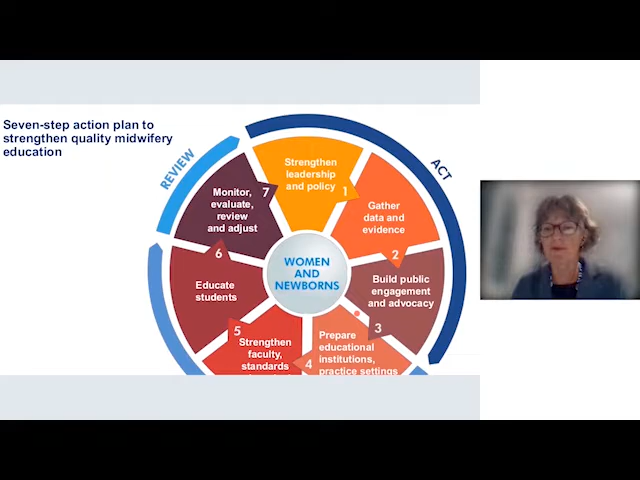 Seven-step action plan to
strengthen quality midwifery
education
REVIEW
ACT
Strengthen
leadership
and policy
1
Gather
data and
evidence
2
Build public
engagement
and advocacy
3
Prepare
educational
institutions,
practice settings
4
Strengthen
faculty,
standards
5
Educate
students
6
Monitor,
evaluate,
review
and adjust
7
WOMEN
AND
NEWBORNS